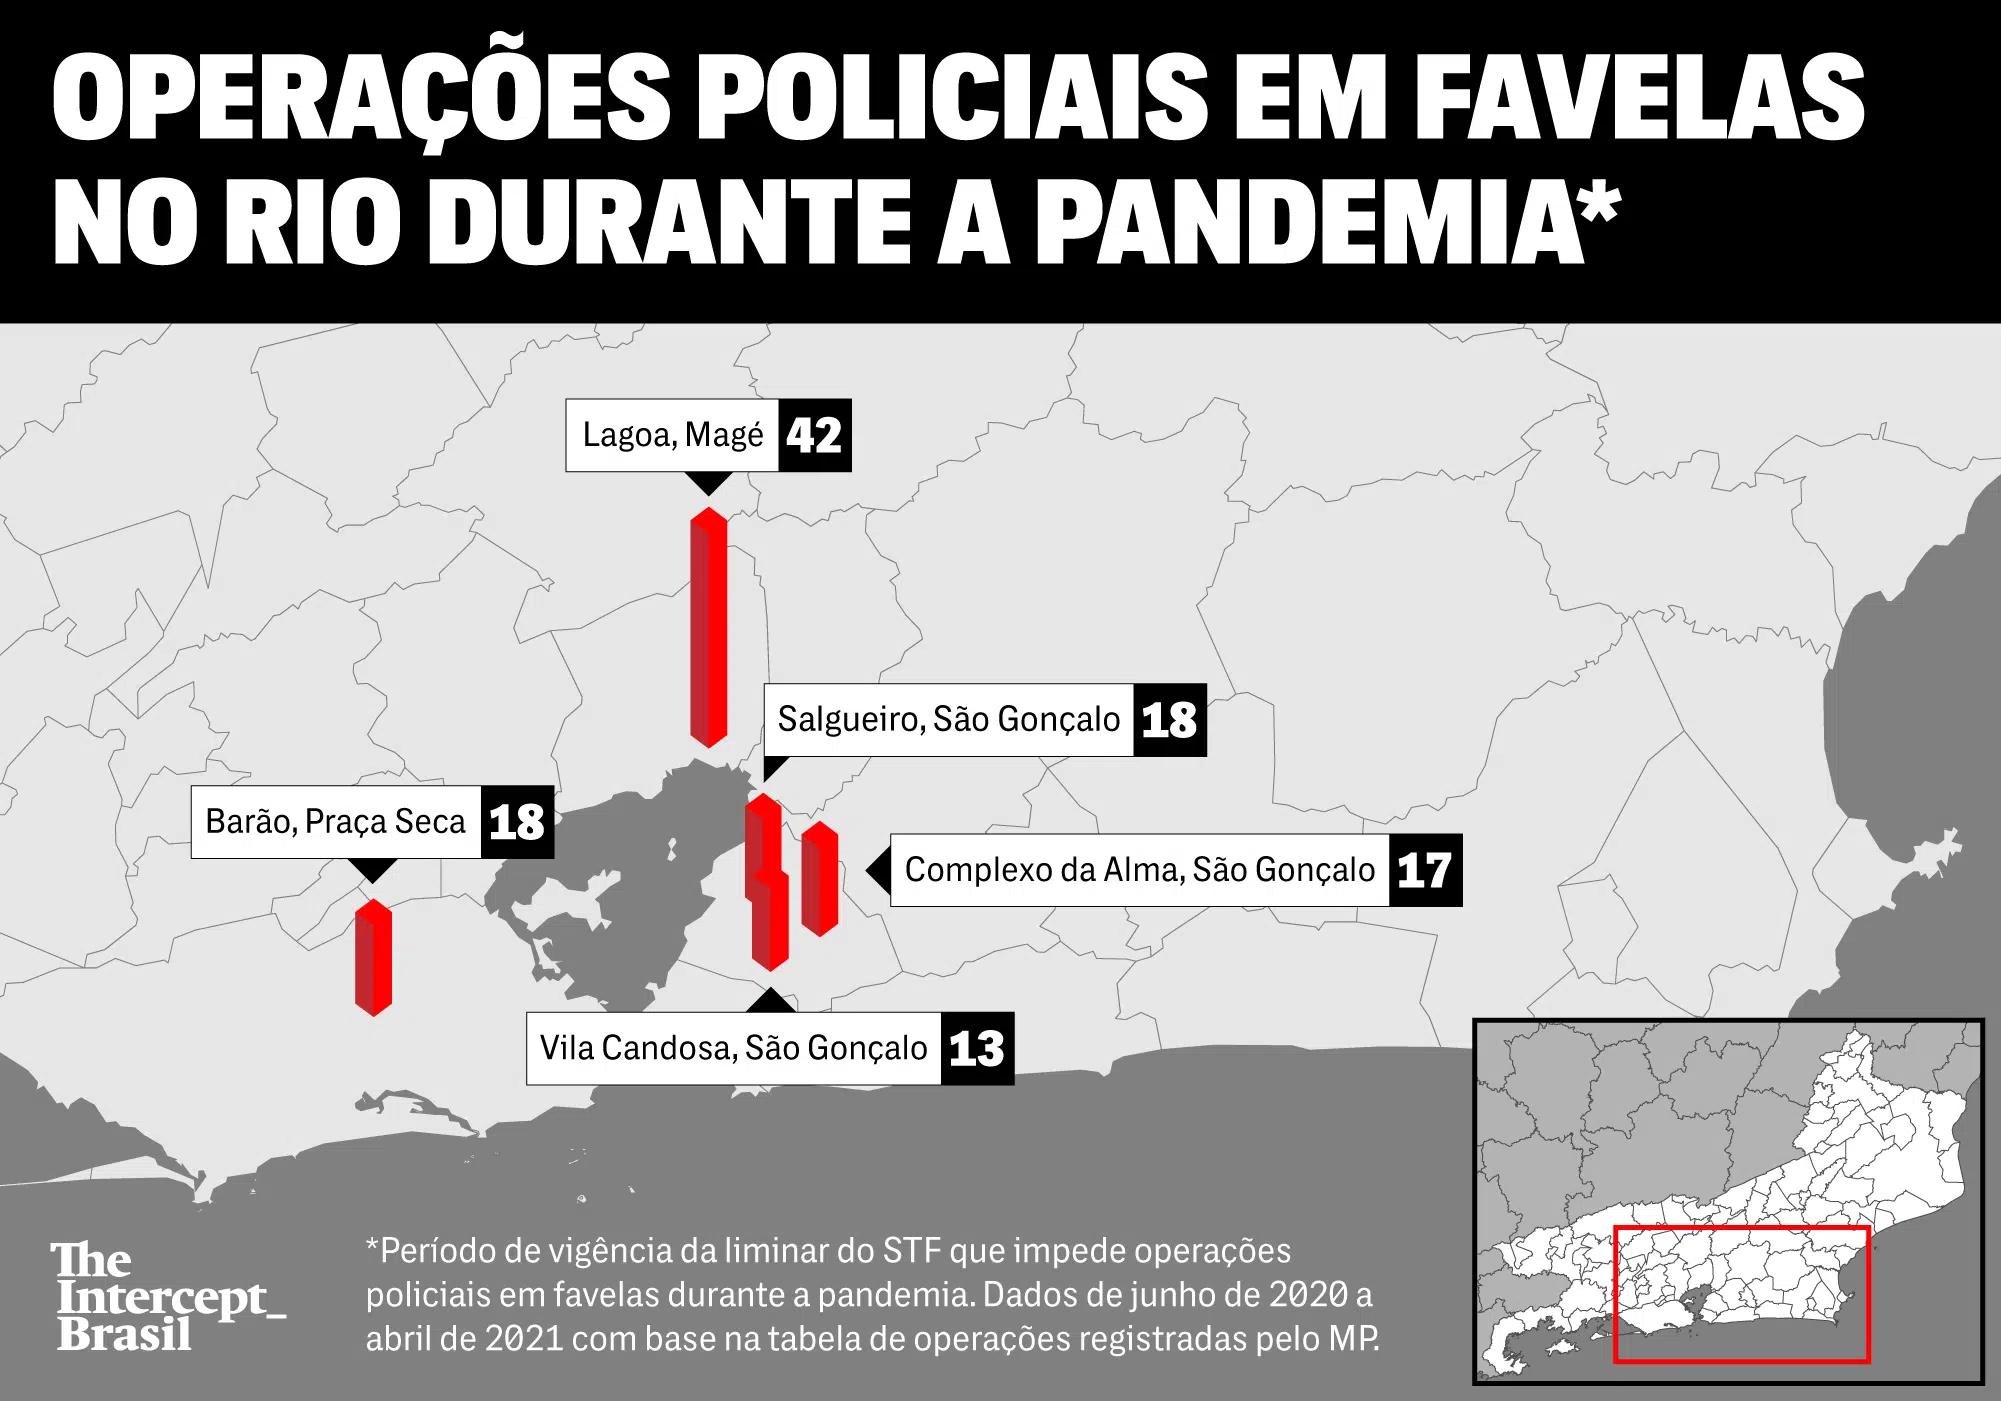 OPERAÇÕES POLICIAIS EM FAVELAS
NO RIO DURANTE A PANDEMIA*
Lagoa, Magé 42
Salgueiro, São Gonçalo 18
Barão, Praça Seca 18
Complexo da Alma, São Gonçalo 17
Vila Candosa, São Gonçalo 13
The
Intercept_
Brasil
*Período de vigência da liminar do STF que impede operações
policiais em favelas durante a pandemia. Dados de junho de 2020 a
abril de 2021 com base na tabela de operações registradas pelo MP.